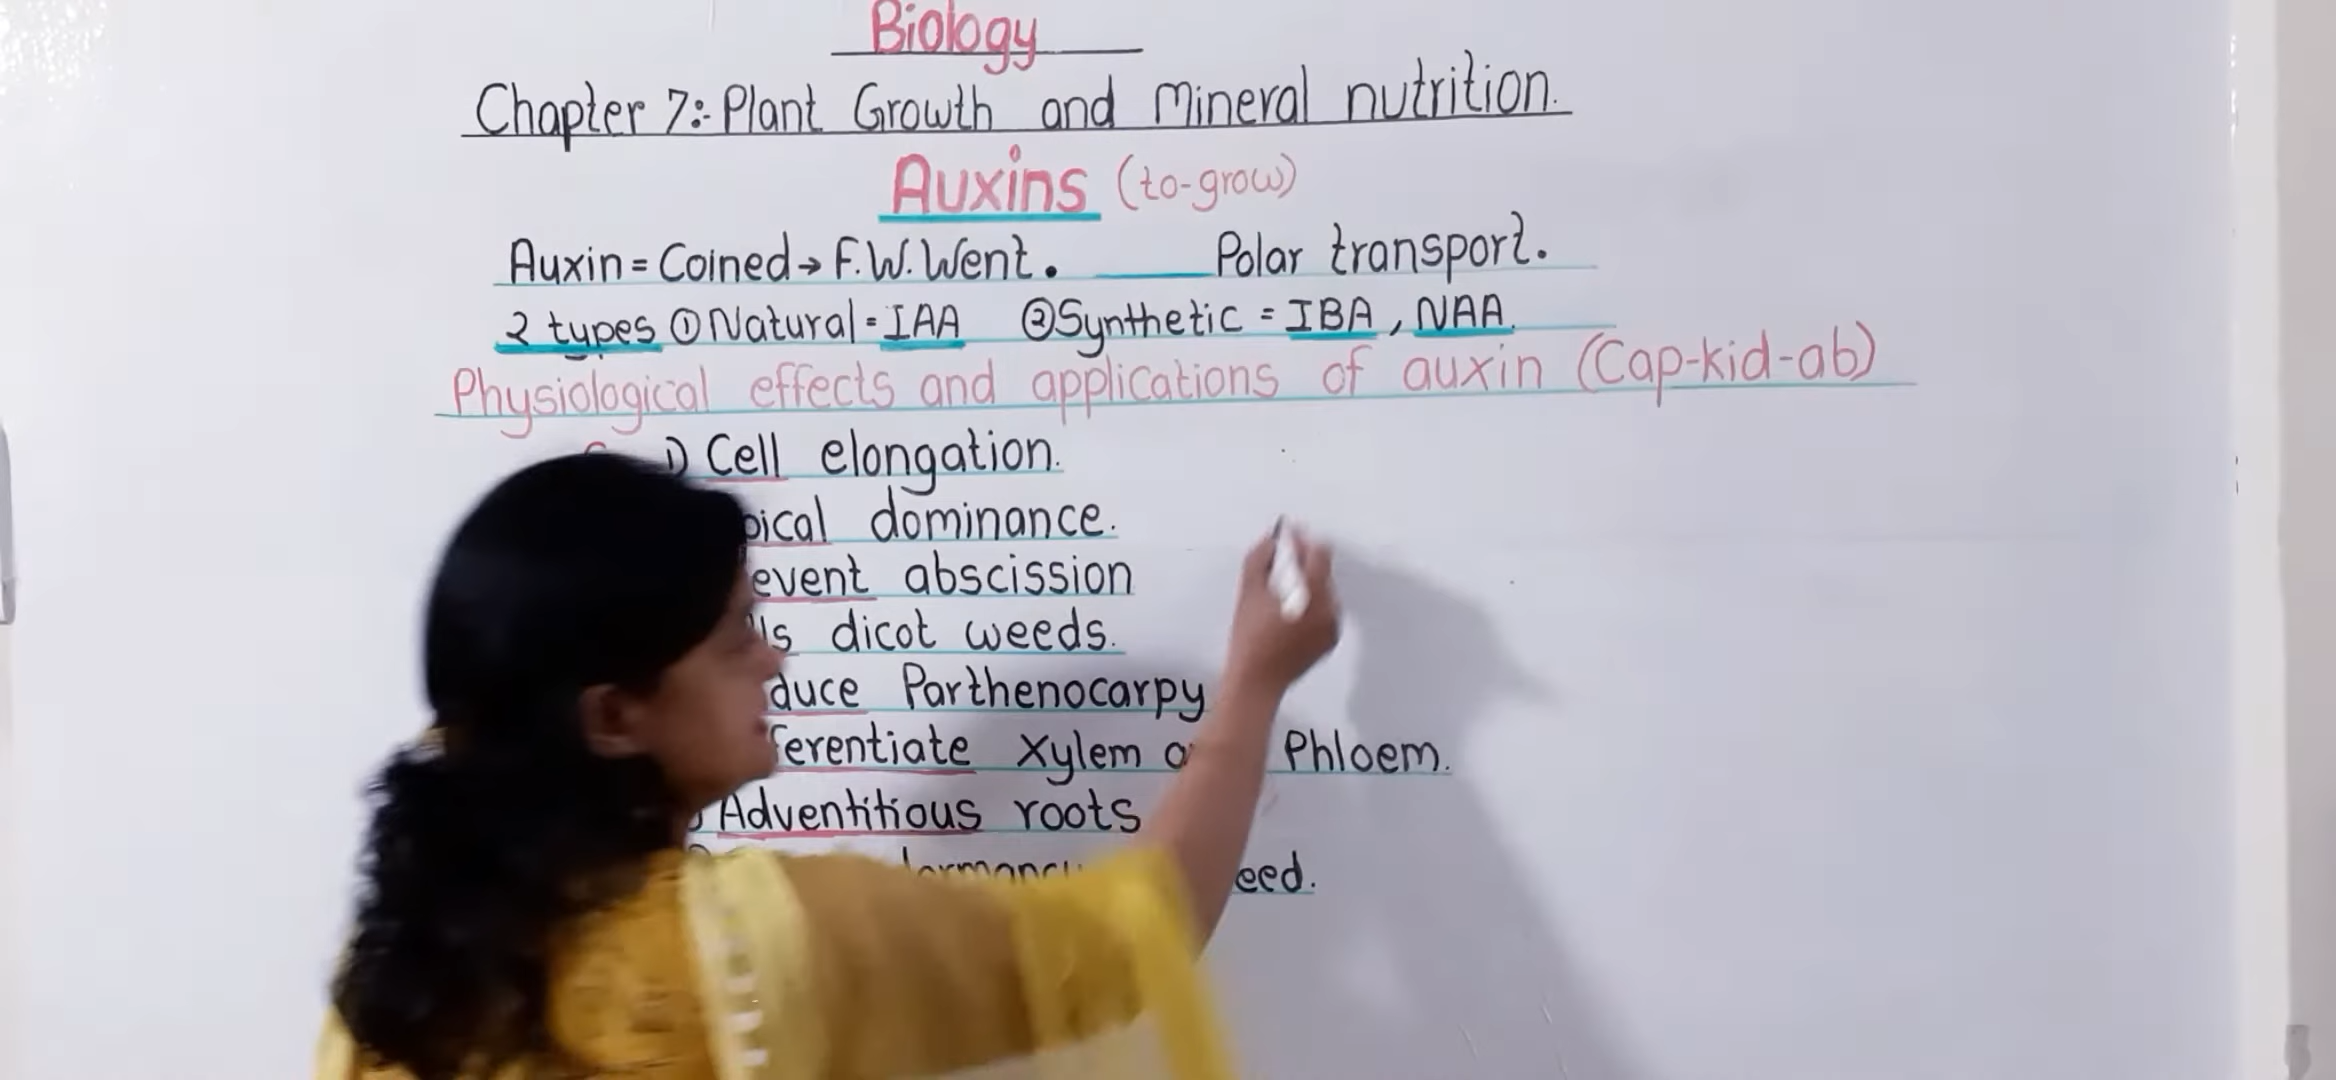 Biology
Chapter 7:- Plant Growth and Mineral nutrition.
Auxins (to-grow)
Auxin = Coined → F.W.Went. Polar transport.
2 types ① Natural = IAA ② Synthetic = IBA, NAA.
Physiological effects and applications of auxin (Cap-kid-ab)
1) Cell elongation.
dominance.
abscission
dicot weeds.
Parthenocarpy
Xylem Phloem.
Adventitious roots